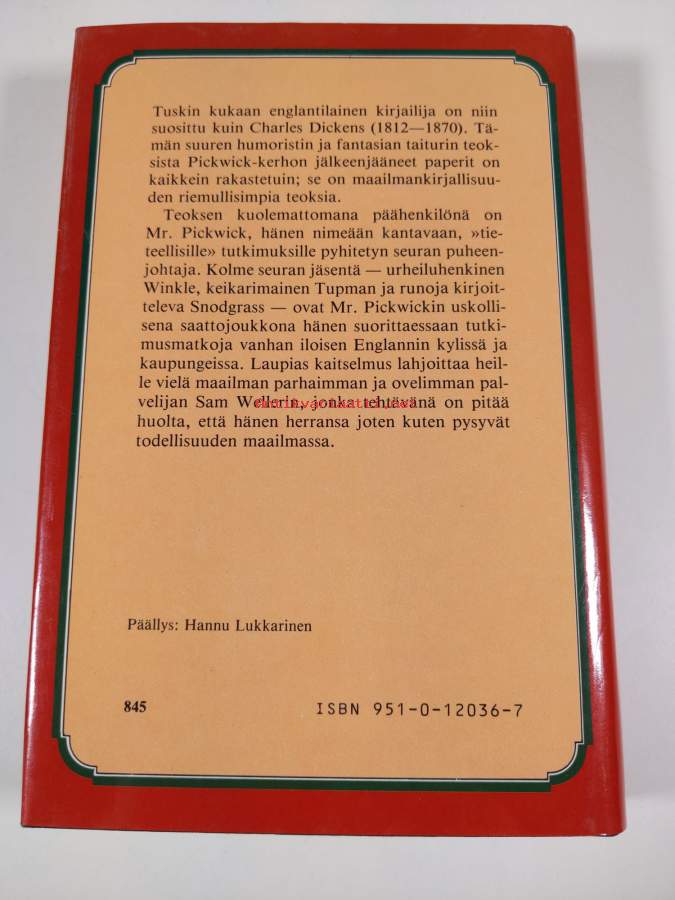 Tuskin kukaan englantilainen kirjailija on niin
suosittu kuin Charles Dickens (1812—1870). Tä-
män suuren humoristin ja fantasian taiturin teok-
sista Pickwick-kerhon jälkeenjääneet paperit on
kaikkein rakastetuin; se on maailmankirjallisuu-
den riemullisimpia teoksia.
Teoksen kuolemattomana päähenkilönä on
Mr. Pickwick, hänen nimeään kantavaan, »tie-
teellisille» tutkimuksille pyhitetyn seuran puheen-
johtaja. Kolme seuran jäsentä — urheiluhenkinen
Winkle, keikarimainen Tupman ja runoja kirjoit-
televa Snodgrass — ovat Mr. Pickwickin uskolli-
sena saattojoukkona hänen suorittaessaan tutki-
musmatkoja vanhan iloisen Englannin kylissä ja
kaupungeissa. Laupias kaitselmus lahjoittaa heil-
le vielä maailman parhaimman ja ovelimman pal-
velijan Sam Wellerin, jonka tehtävänä on pitää
huolta, että hänen herransa joten kuten pysyvät
todellisuuden maailmassa.
Päällys: Hannu Lukkarinen
845
ISBN 951-0-12036-7